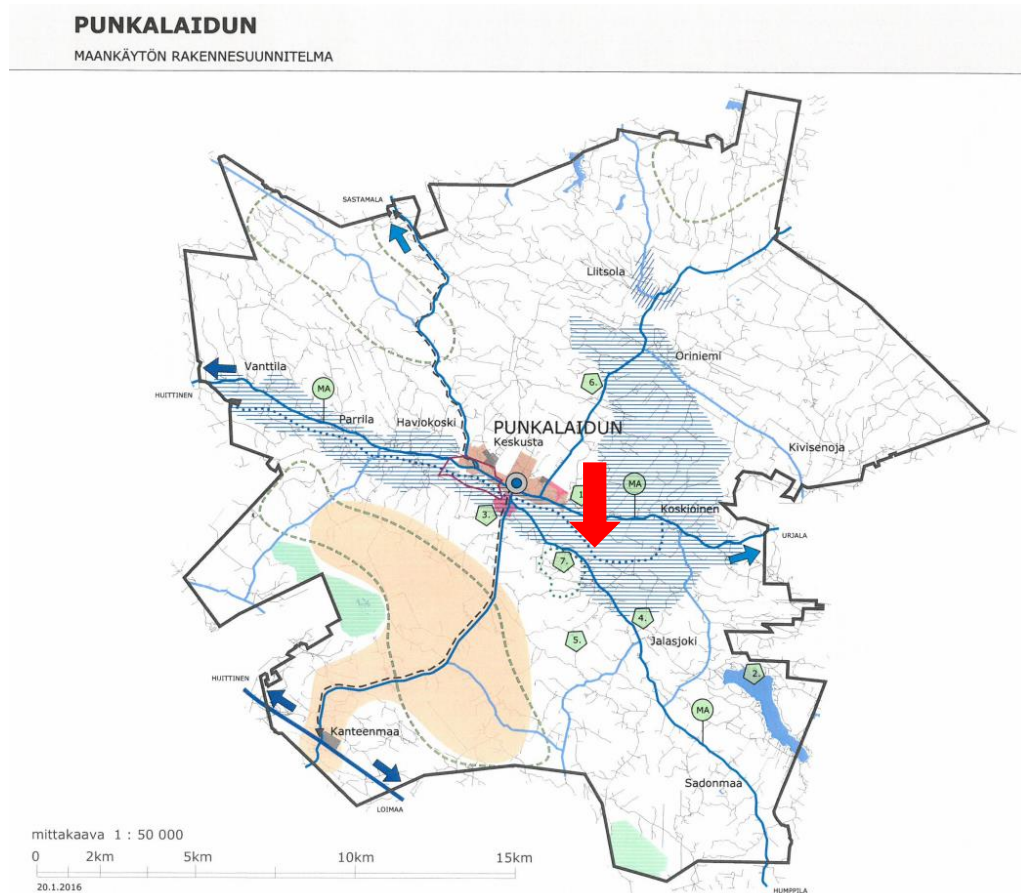 PUNKALAIDUN
MAANKÄYTÖN RAKENNESUUNNITELMA
SASTAMALA
Liitsola
Vanttila
HUITTINEN
MA
Parrila
Haviokoski
Oriniemi
6.
PUNKALAIDUN
Keskusta
Kivisenoja
1
MA
Koskioinen
3.
URJALA
7.
4.
5.
Jalasjoki
2.
HUITTINEN
MA
Kanteenmaa
Sadonmaa
LOIMAA
mittakaava 1 : 50 000
0 2km 5km 10km 15km
20.1.2016
HUMPPILA